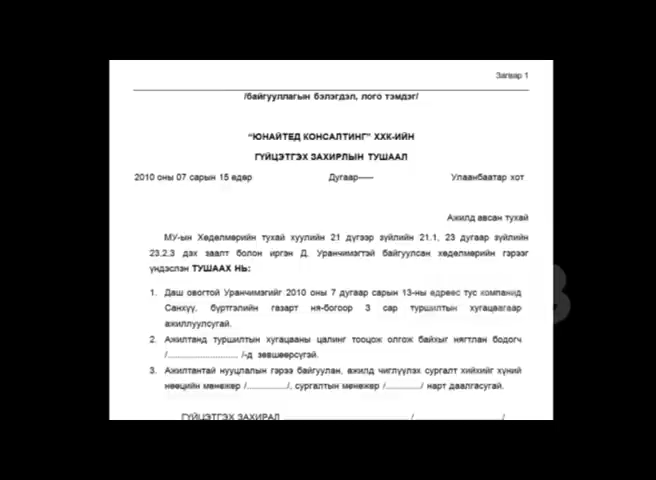 Загвар 1
/байгууллагын бэлэгдэл, лого тэмдэг/
“ЮНАЙТЕД КОНСАЛТИНГ” ХХК-ИЙН
ГҮЙЦЭТГЭХ ЗАХИРЛЫН ТУШААЛ
2010 оны 07 сарын 15 өдөр Дугаар----- Улаанбаатар хот
Ажилд авсан тухай
МУ-ын Хөдөлмөрийн тухай хуулийн 21 дүгээр зүйлийн 21.1, 23 дугаар зүйлийн
23.2.3 дах заалт болон иргэн Д. Уранчимэгтэй байгуулсан хөдөлмөрийн гэрээг
үндэслэн ТУШААХ НЬ:
1. Даш овогтой Уранчимэгийг 2010 оны 7 дугаар сарын 13-ны өдрөөс тус компанид
Санхүү, бүртгэлийн газарт ня-богоор 3 сар туршилтын хугацаагаар
ажиллуулсугай.
2. Ажилтанд туршилтын хугацааны цалинг тооцож олгож байхыг нягтлан бодогч
/............................ /-д зөвшөөрсүгэй.
3. Ажилтантай нууцлалын гэрээ байгуулан, ажилд чиглүүлэх сургалт хийхийг хүний
нөөцийн менежер /................/, сургалтын менежер /............./ нарт даалгасугай.
ГҮЙЦЭТГЭХ ЗАХИРАЛ ................................ / /